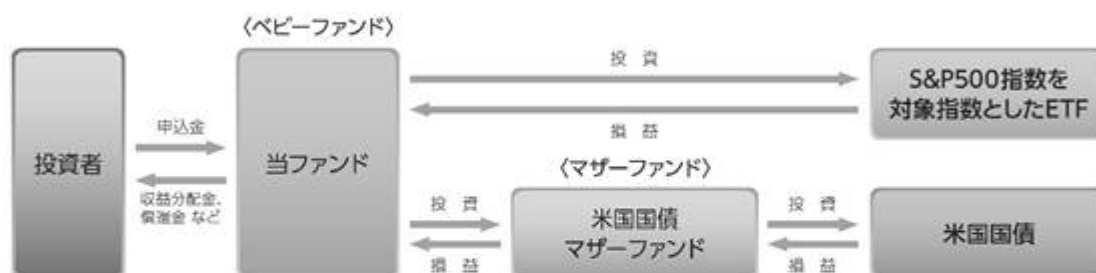 〈ベビーファンド〉
投資者
申込金
収益分配金、
償還金 など
当ファンド
投 資
損 益
S&P500指数を
対象指数としたETF
〈マザーファンド〉
投 資
損 益
米国国債
マザーファンド
投 資
損 益
米国国債